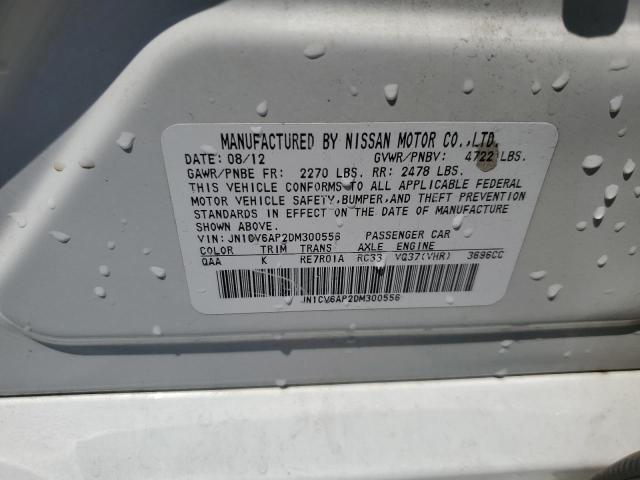 MANUFACTURED BY NISSAN MOTOR CO.,LTD.
DATE: 08/12 GVWR/PNBV: 4722 LBS.
GAWR/PNBE FR: 2270 LBS. RR: 2478 LBS.
THIS VEHICLE CONFORMS TO ALL APPLICABLE FEDERAL
MOTOR VEHICLE SAFETY,BUMPER,AND THEFT PREVENTION
STANDARDS IN EFFECT ON THE DATE OF MANUFACTURE
SHOWN ABOVE.
VIN: JN1CV6AP2DM300556 PASSENGER CAR
COLOR TRIM TRANS AXLE ENGINE
QAA K RE7R01A RC33 VQ37(VHR) 3696CC
JN1CV6AP2DM300556